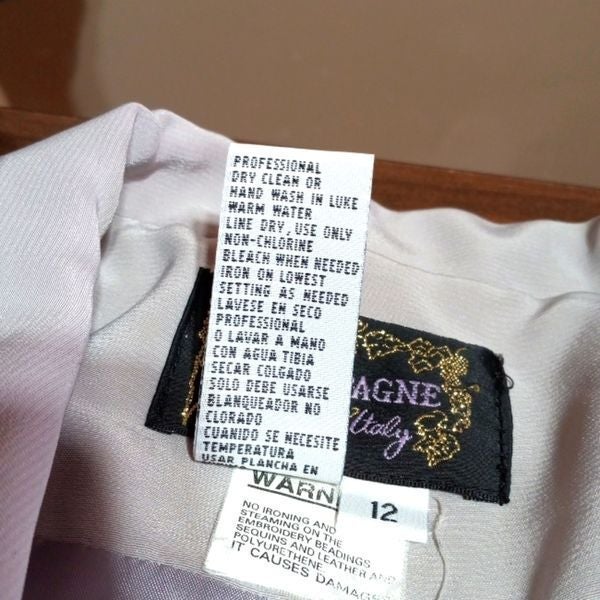 PROFESSIONAL
DRY CLEAN OR
HAND WASH IN LUKE
WARM WATER
LINE DRY, USE ONLY
NON-CHLORINE
BLEACH WHEN NEEDED
IRON ON LOWEST
SETTING AS NEEDED
LAVESE EN SECO
PROFESSIONAL
O LAVAR A MANO
CON AGUA TIBIA
SECAR COLGADO
SOLO DEBE USARSE
BLANQUEADOR NO
CLORADO
CUANDO SE NECESITE
TEMPERATURA
USAR PLANCHA EN
AGNE
Italy
12
WARN
NO IRONING AND
STEAMING ON THE
EMBROIDERY BEADINGS
SEQUINS AND LEATHER AND
POLYURETHENE
IT CAUSES DAMAGE